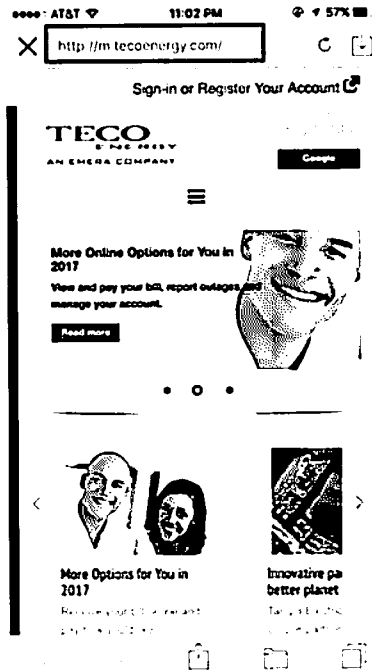 AT&T 11:02 PM 57%
http://m.tecoenergy.com/
Sign-in or Register Your Account
TECO
ENERGY
AN EMERA COMPANY
Google
More Online Options for You in
2017
View and pay your bill, report outages and
manage your account.
Read more
More Options for You in
2017
Innovative pa
better planet